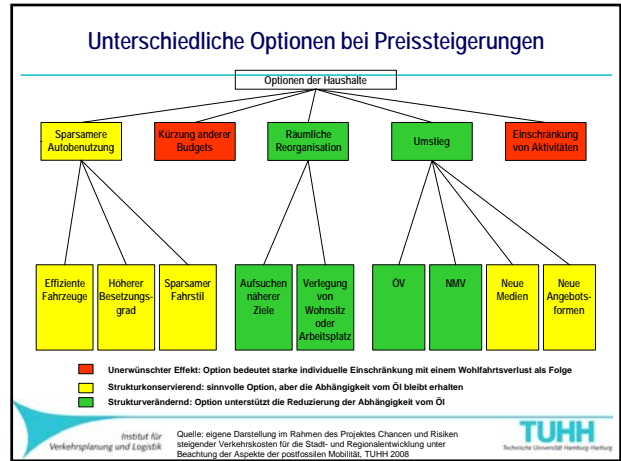 Unterschiedliche Optionen bei Preissteigerungen
Optionen der Haushalte
Sparsamere
Autobenutzung
Kürzung anderer
Budgets
Räumliche
Reorganisation
Umstieg
Einschränkung
von Aktivitäten
Effiziente
Fahrzeuge
Höherer
Besetzungs-
grad
Sparsamer
Fahrstil
Aufsuchen
näherer
Ziele
Verlegung
von
Wohnsitz
oder
Arbeitsplatz
ÖV
NMV
Neue
Medien
Neue
Angebots-
formen
Unerwünschter Effekt: Option bedeutet starke individuelle Einschränkung mit einem Wohlfahrtsverlust als Folge
Strukturkonservierend: sinnvolle Option, aber die Abhängigkeit vom Öl bleibt erhalten
Strukturverändernd: Option unterstützt die Reduzierung der Abhängigkeit vom Öl
Institut für
Verkehrsplanung und Logistik
Quelle: eigene Darstellung im Rahmen des Projektes Chancen und Risiken
steigender Verkehrskosten für die Stadt- und Regionalentwicklung unter
Beachtung der Aspekte der postfossilen Mobilität, TUHH 2008
TUHH
Technische Universität Hamburg-Harburg